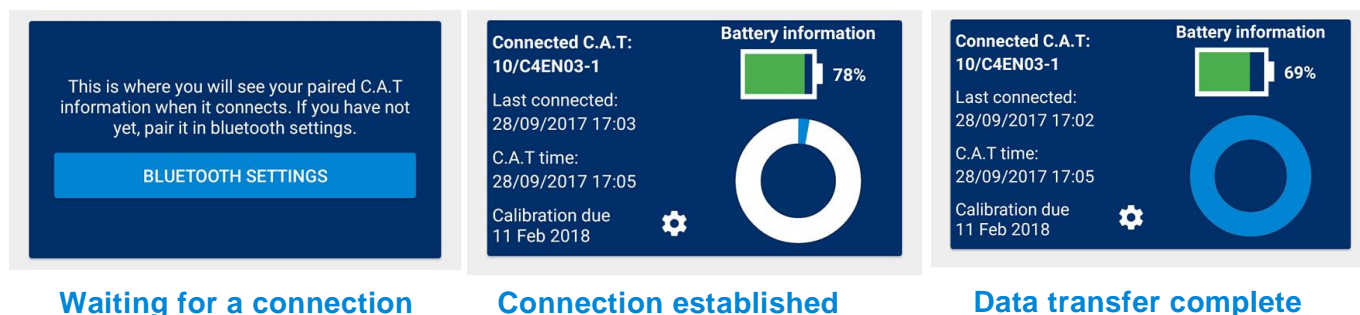 This is where you will see your paired C.A.T
information when it connects. If you have not
yet, pair it in bluetooth settings.
BLUETOOTH SETTINGS
Waiting for a connection
Connected C.A.T:
10/C4EN03-1
Last connected:
28/09/2017 17:03
C.A.T time:
28/09/2017 17:05
Calibration due
11 Feb 2018
Battery information
78%
Connection established
Connected C.A.T:
10/C4EN03-1
Last connected:
28/09/2017 17:02
C.A.T time:
28/09/2017 17:05
Calibration due
11 Feb 2018
Battery information
69%
Data transfer complete